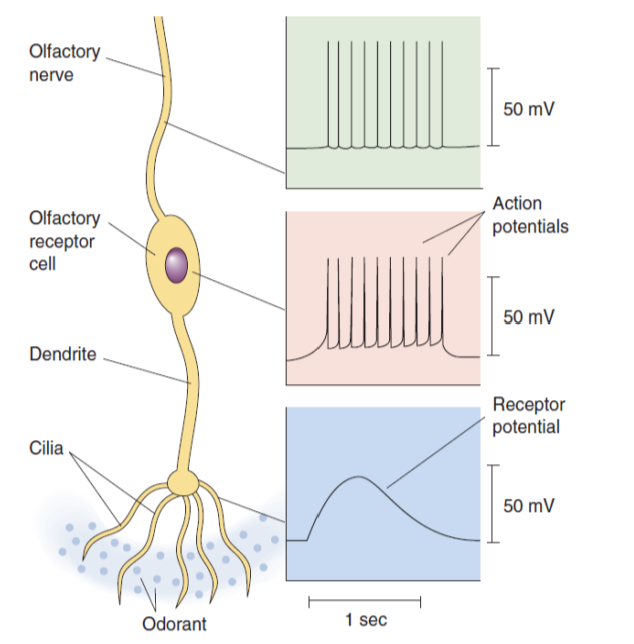 Olfactory
nerve
50 mV
Action
potentials
Olfactory
receptor
cell
50 mV
Dendrite
Receptor
potential
Cilia
50 mV
Odorant
1 sec